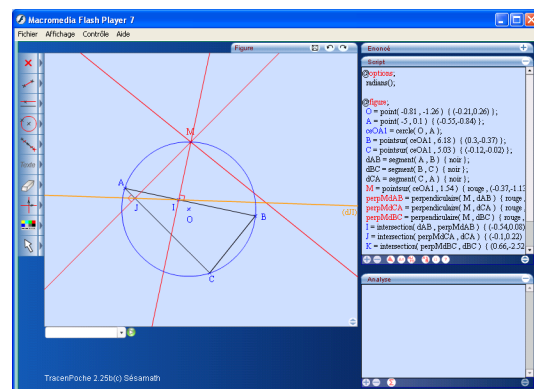 Macromedia Flash Player 7
Fichier Affichage Contrôle Aide
Figure
Enoncé
Script
@options;
radians();
@figure;
O = point( -0.81 , -1.26 ) { (-0.21,0.26) };
A = point( -5 , 0.1 ) { (-0.55,-0.84) };
ceOA1 = cercle( O , A );
B = pointsur( ceOA1 , 6.18 ) { (0.3,-0.37) };
C = pointsur( ceOA1 , 5.03 ) { (-0.12,-0.02) };
dAB = segment( A , B ) { noir };
dBC = segment( B , C ) { noir };
dCA = segment( C , A ) { noir };
M = pointsur( ceOA1 , 1.54 ) { rouge , (-0.37,-1.13
perpMdAB = perpendiculaire( M , dAB ) { rouge ,
perpMdCA = perpendiculaire( M , dCA ) { rouge ,
perpMdBC = perpendiculaire( M , dBC ) { rouge ,
I = intersection( dAB , perpMdAB ) { (-0.54,0.08)
J = intersection( perpMdCA , dCA ) { (-0.1,0.22) }
K = intersection( perpMdBC , dBC ) { (0.66,-2.52
M
A
J
I
O
B
C
Analyse
TracenPoche 2.25b(c) Sésamath